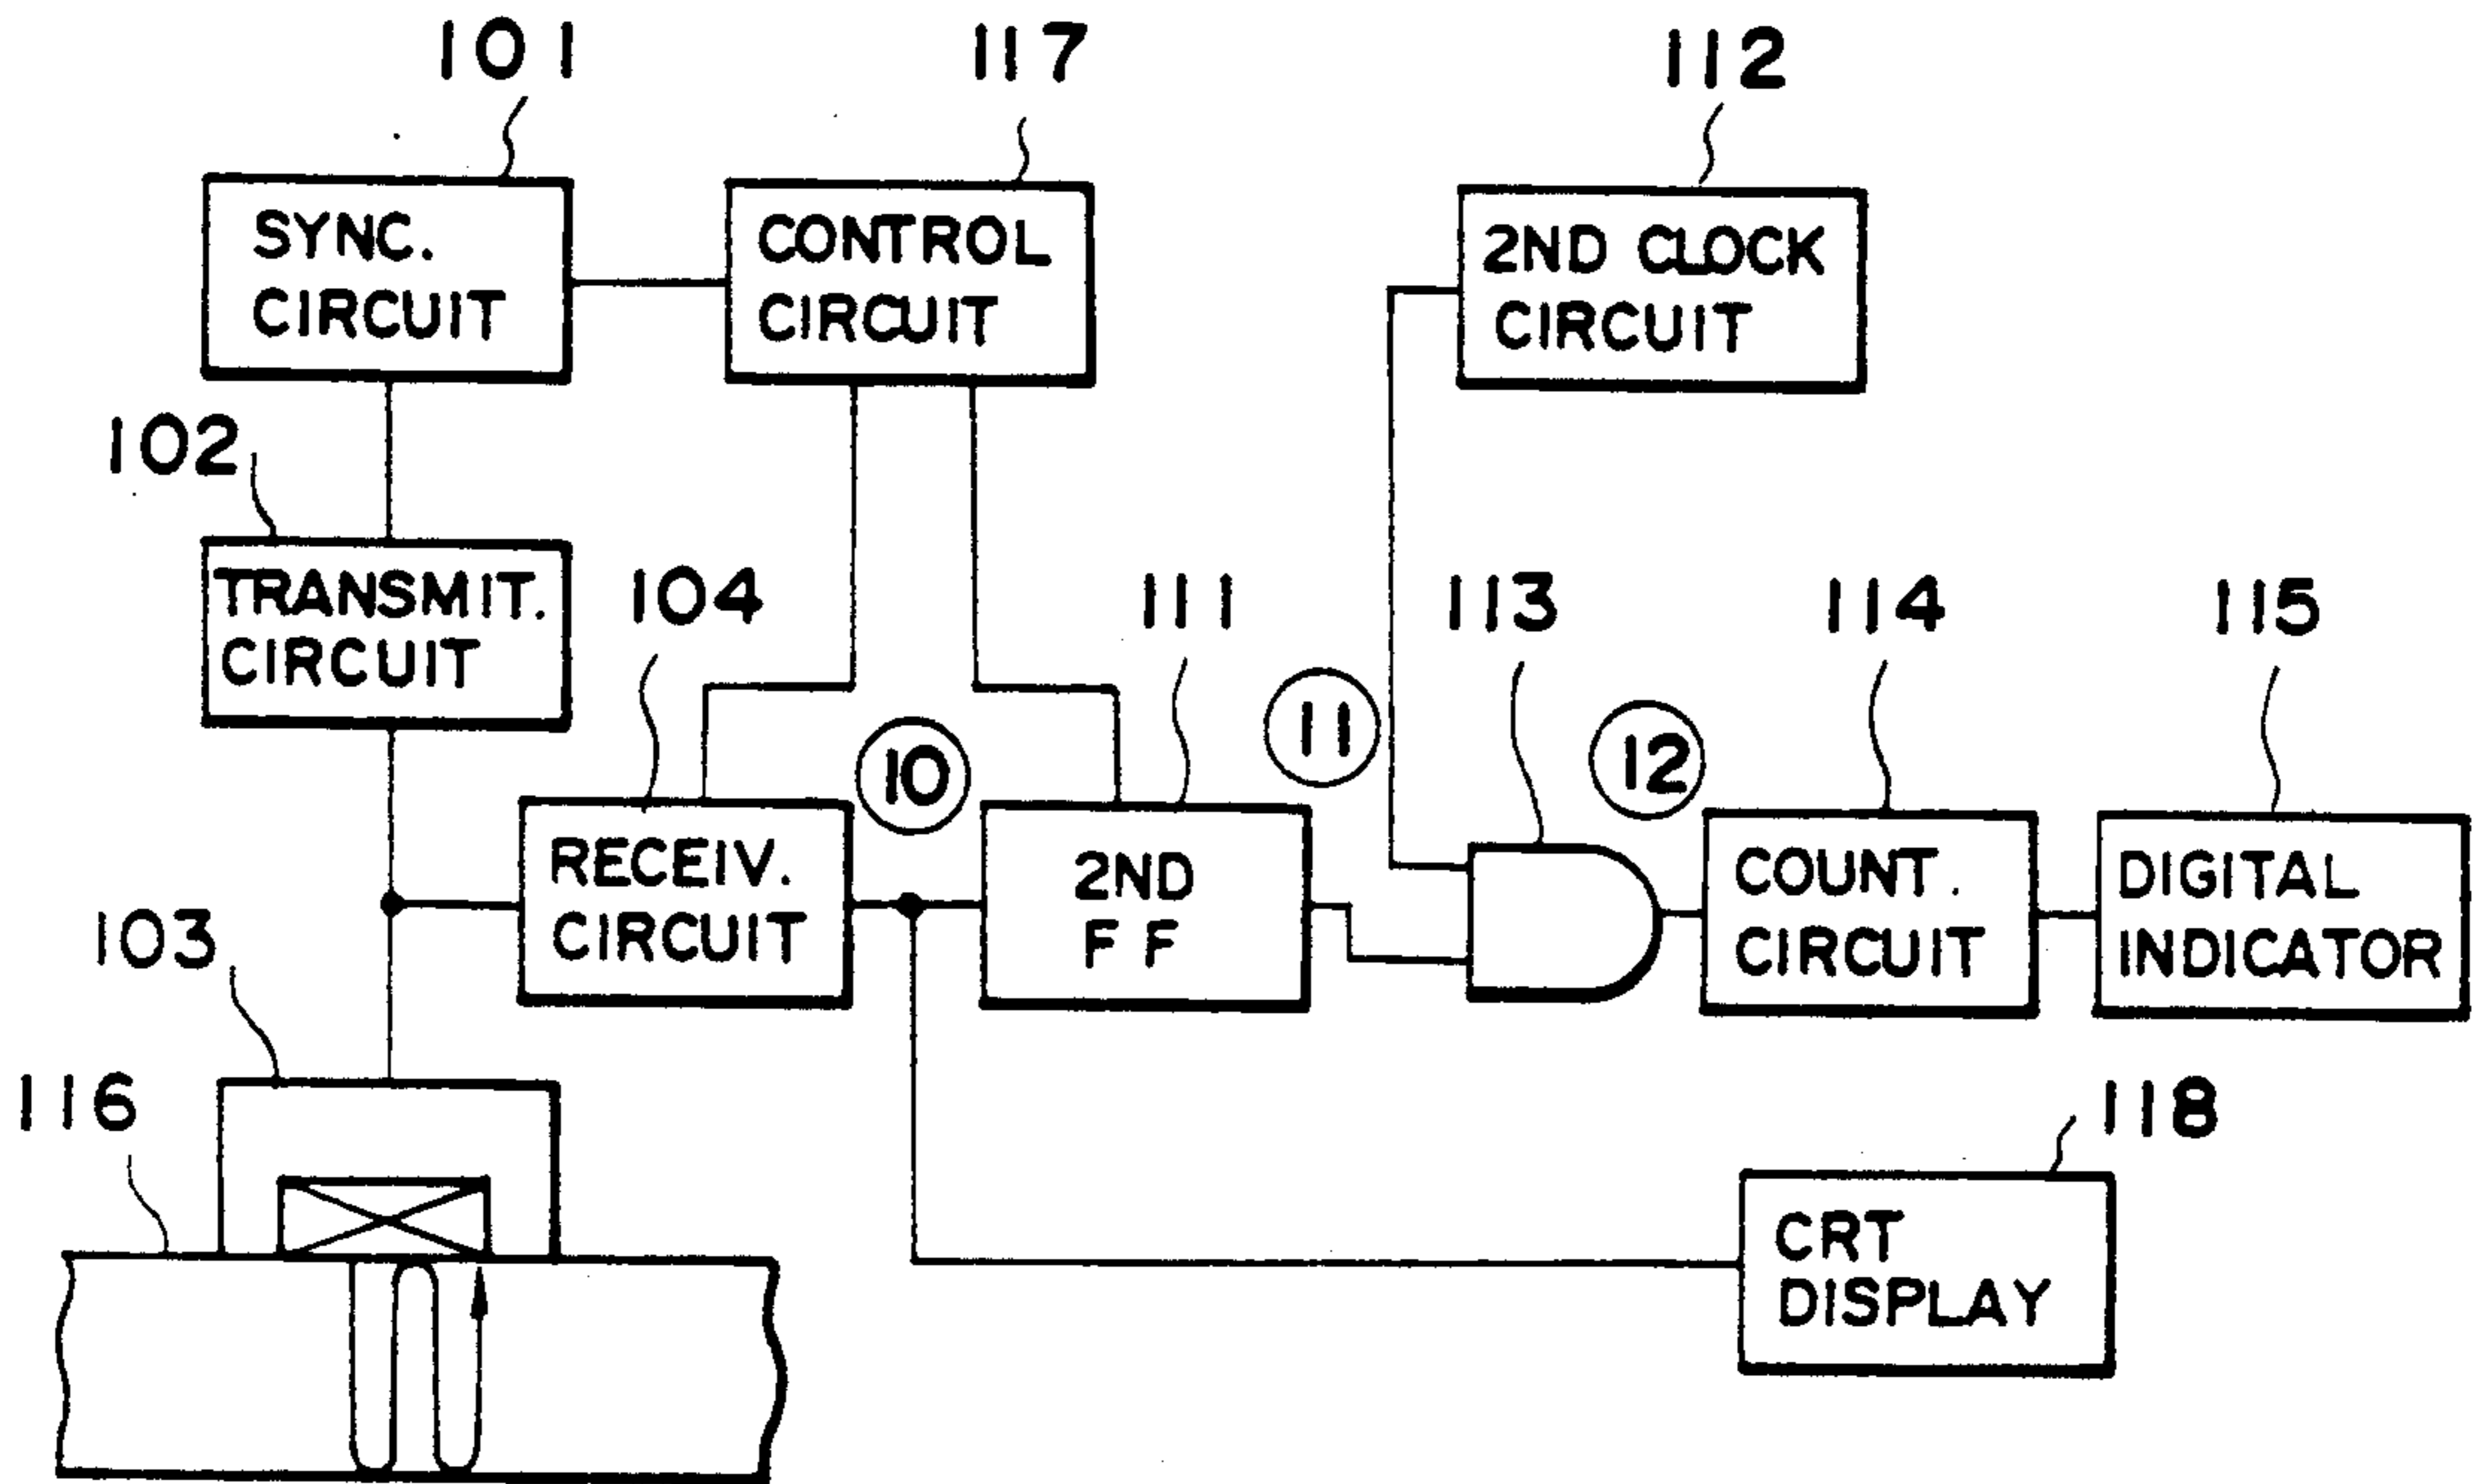 101
117
112
SYNC.
CIRCUIT
CONTROL
CIRCUIT
2ND CLOCK
CIRCUIT
102
TRANSMIT.
CIRCUIT
104
111
113
114
115
10
11
12
RECEIV.
CIRCUIT
2ND
FF
COUNT.
CIRCUIT
DIGITAL
INDICATOR
103
116
118
CRT
DISPLAY